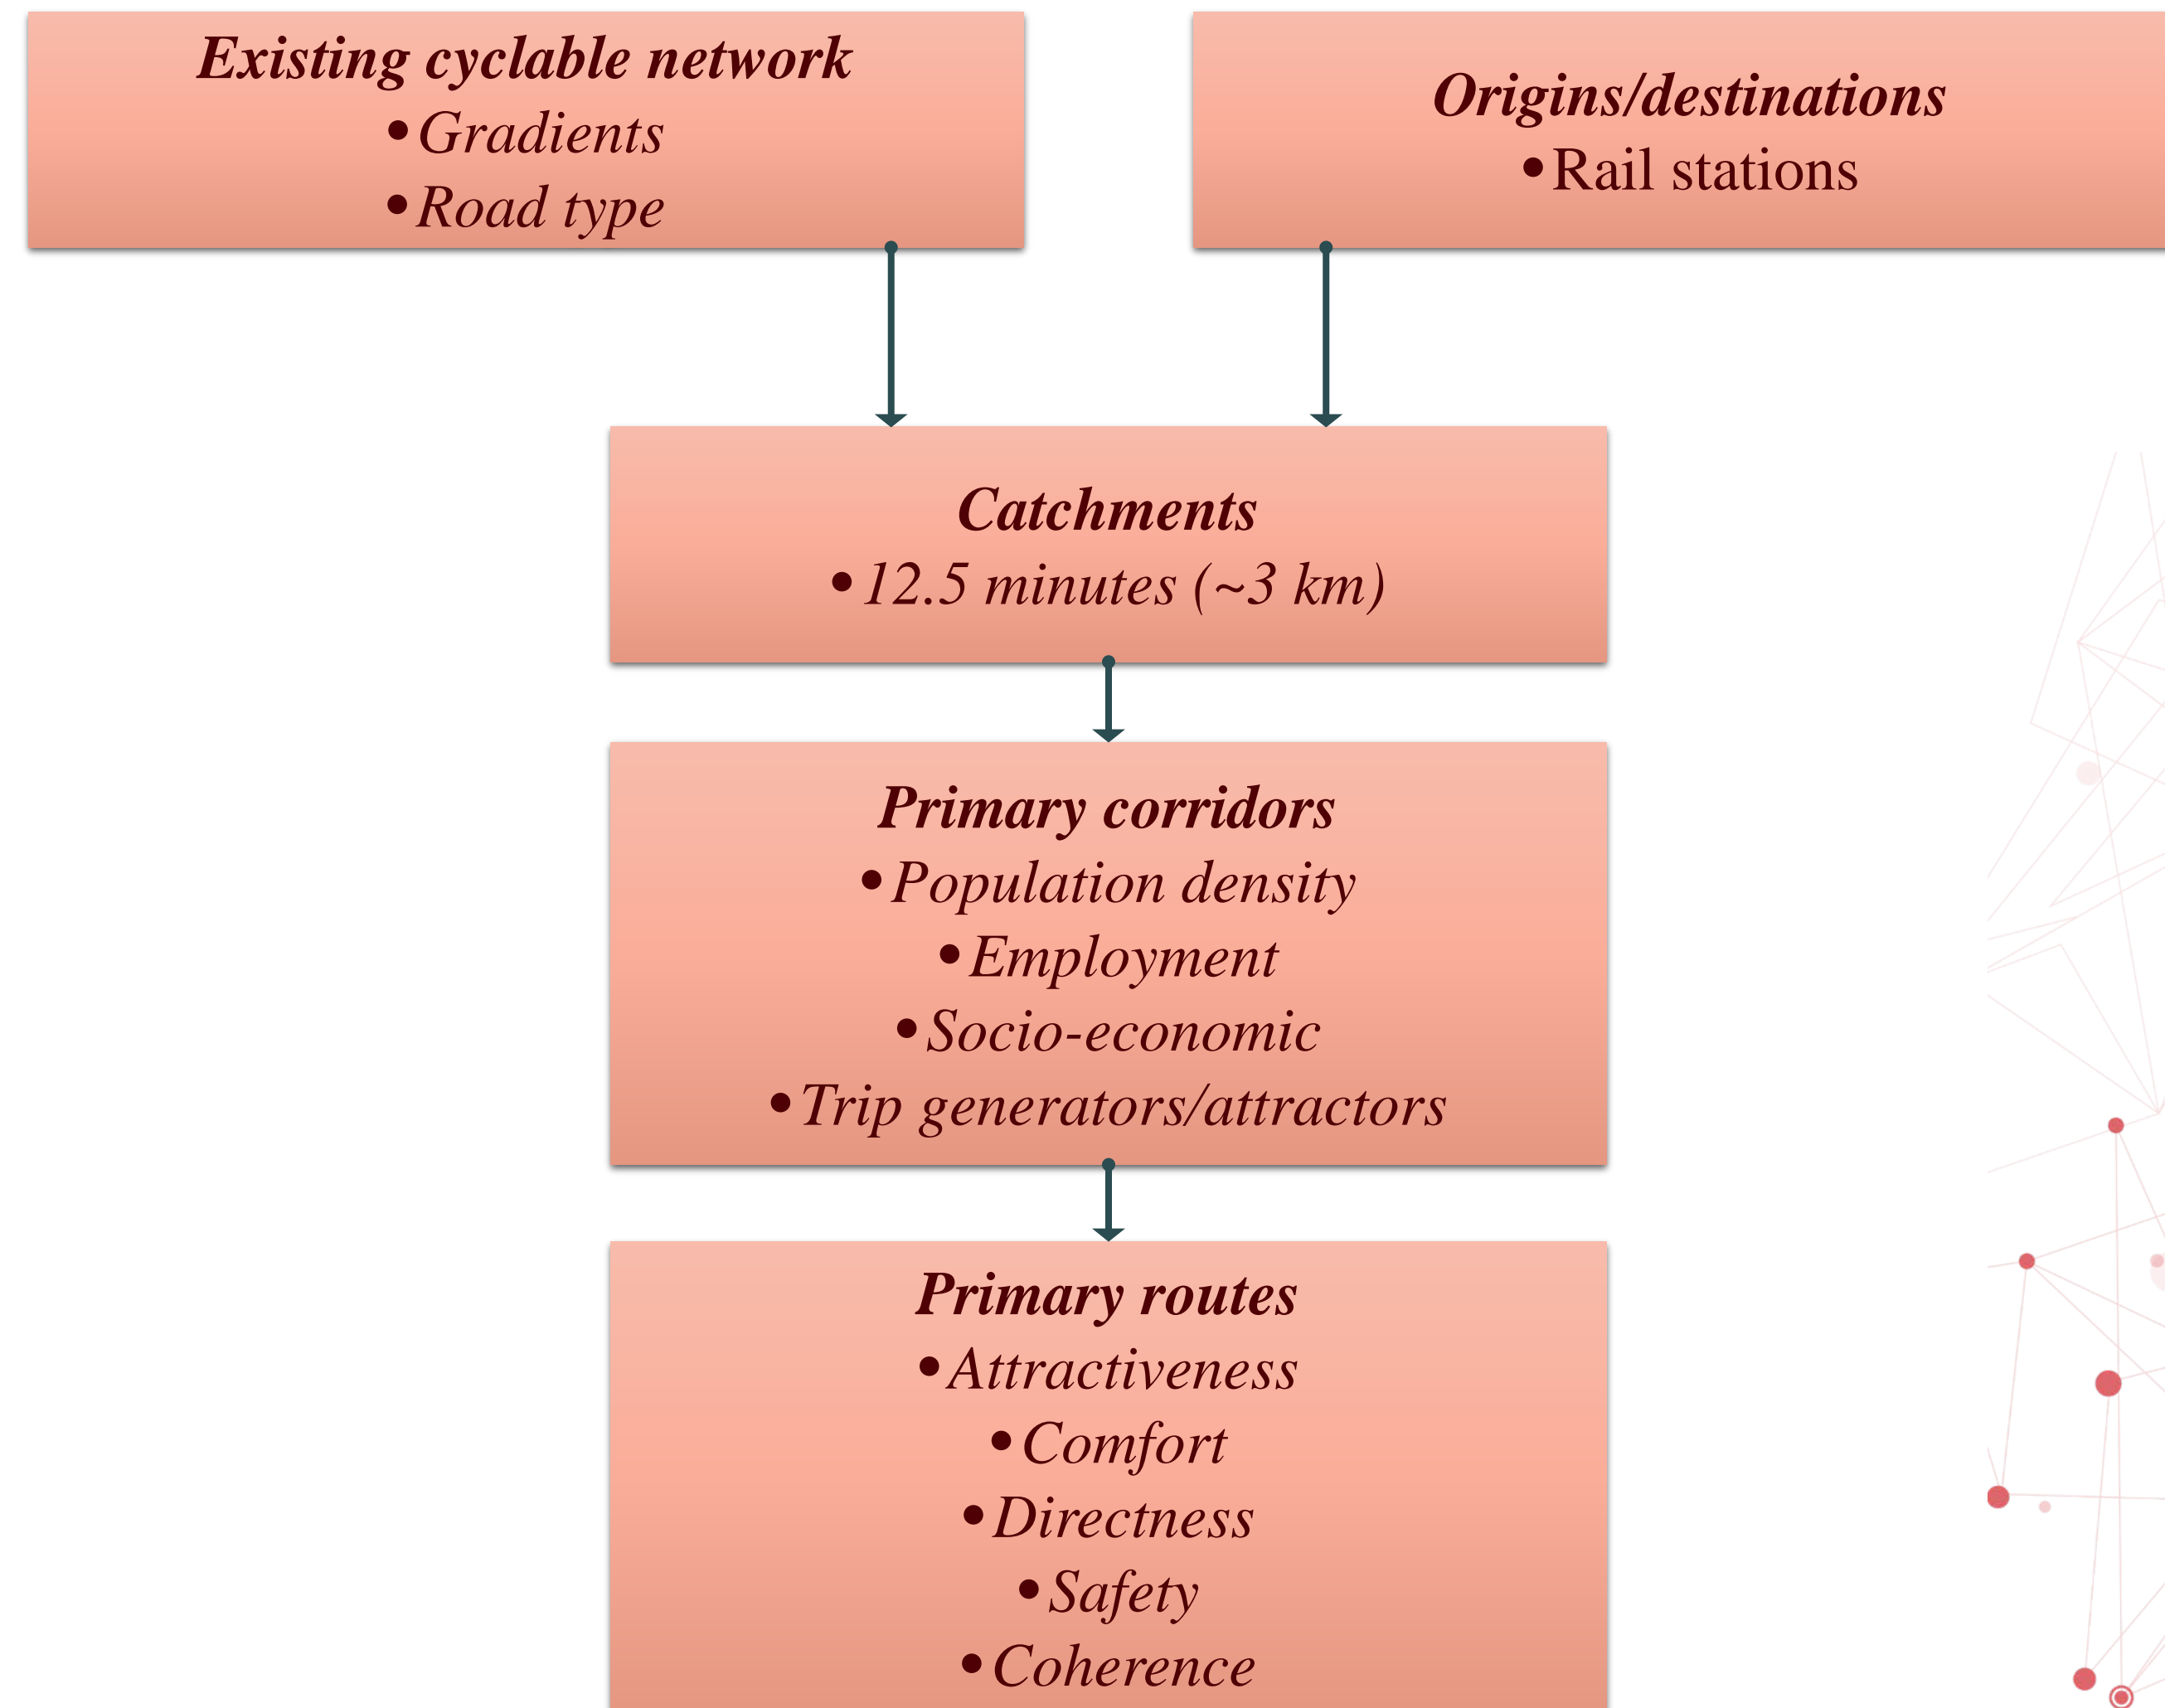 Existing cyclable network
• Gradients
• Road type
Origins/destinations
• Rail stations
Catchments
• 12.5 minutes (~3 km)
Primary corridors
• Population density
• Employment
• Socio-economic
• Trip generators/attractors
Primary routes
• Attractiveness
• Comfort
• Directness
• Safety
• Coherence